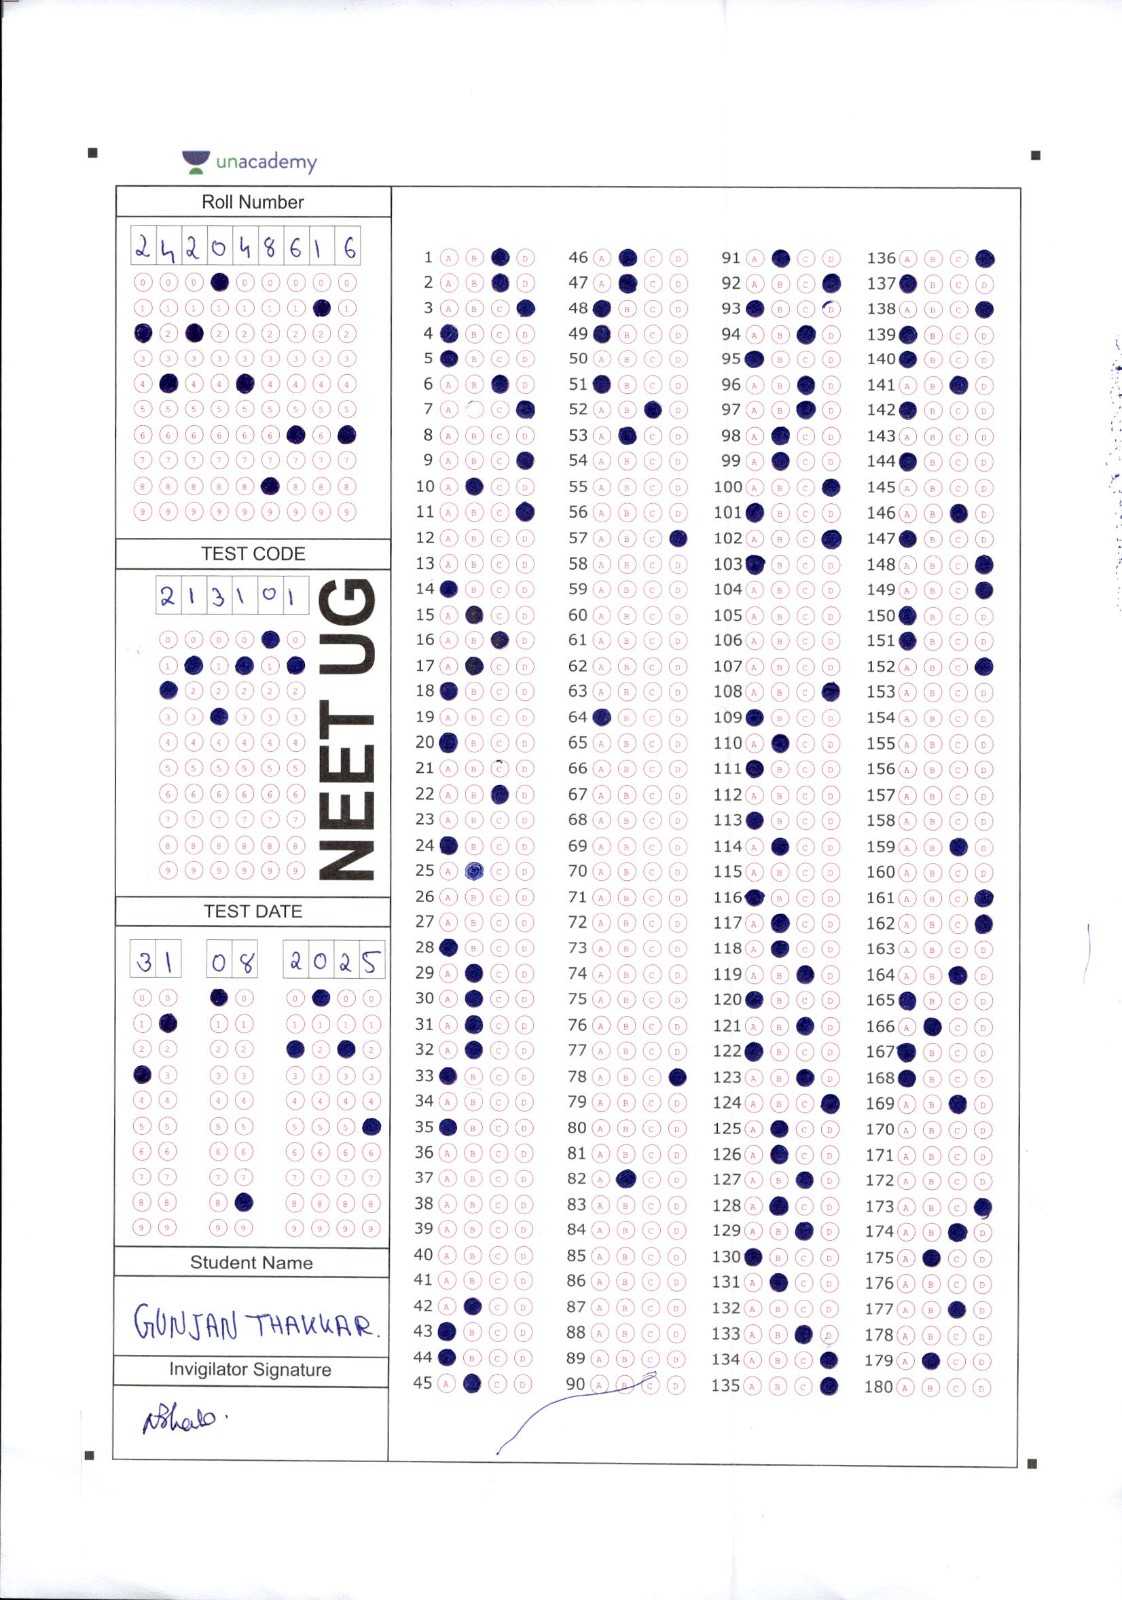 unacademy
Roll Number
2 4 2 0 4 8 6 1 6
TEST CODE
2 1 3 1 0 1
NEET UG
TEST DATE
3 1 0 8 2 0 2 5
Student Name
GUNJAN THAKKAR.
Invigilator Signature
1 A B D 46 A C D 91 A C D 136 A B C
2 A B D 47 A C D 92 A B C 137 B C D
3 A B C 48 B C D 93 B C D 138 A B C
4 B C D 49 B C D 94 A B D 139 B C D
5 B C D 50 A B C D 95 B C D 140 B C D
6 A B D 51 B C D 96 A B D 141 A B D
7 A C 52 A B D 97 A B D 142 B C D
8 A B C D 53 A C D 98 A C D 143 A B C D
9 A B C 54 A B C D 99 A C D 144 B C D
10 A C D 55 A B C D 100 A B C 145 A B C D
11 A B C 56 A B C D 101 B C D 146 A B D
12 A B C D 57 A B C 102 A B C 147 B C D
13 A B C D 58 A B C D 103 B C D 148 A B C
14 B C D 59 A B C D 104 A B C D 149 A B C
15 A C D 60 A B C D 105 A B C D 150 B C D
16 A B D 61 A B C D 106 A B C D 151 B C D
17 A C D 62 A B C D 107 A B C D 152 A B C
18 B C D 63 A B C D 108 A B C 153 A B C D
19 A B C D 64 B C D 109 B C D 154 A B C D
20 B C D 65 A B C D 110 A C D 155 A B C D
21 A B D 66 A B C D 111 B C D 156 A B C D
22 A B D 67 A B C D 112 A B C D 157 A B C D
23 A B C D 68 A B C D 113 B C D 158 A B C D
24 B C D 69 A B C D 114 A C D 159 A B D
25 A C D 70 A B C D 115 A B C D 160 A B C D
26 A B C D 71 A B C D 116 B C D 161 A B C
27 A B C D 72 A B C D 117 A C D 162 A B C
28 B C D 73 A B C D 118 A C D 163 A B C D
29 A C D 74 A B C D 119 A B D 164 A B D
30 A C D 75 A B C D 120 B C D 165 B C D
31 A C D 76 A B C D 121 A B D 166 A C D
32 A C D 77 A B C D 122 B C D 167 B C D
33 B C D 78 A B C 123 A B D 168 B C D
34 A B C D 79 A B C D 124 A B C 169 A B D
35 B C D 80 A B C D 125 A C D 170 A B C D
36 A B C D 81 A B C D 126 A C D 171 A B C D
37 A B C D 82 A C D 127 A B D 172 A B C D
38 A B C D 83 A B C D 128 A C D 173 A B C
39 A B C D 84 A B C D 129 A B D 174 A B D
40 A B C D 85 A B C D 130 B C D 175 A C D
41 A B C D 86 A B C D 131 A C D 176 A B C D
42 A C D 87 A B C D 132 A B C D 177 A B D
43 B C D 88 A B C D 133 A B D 178 A B C D
44 B C D 89 A B C D 134 A B C 179 A C D
45 A C D 90 A B C D 135 A B C 180 A B C D